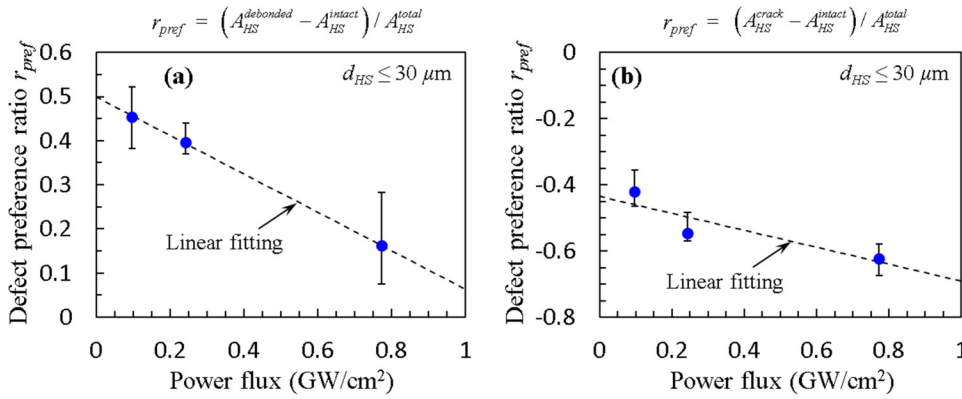 r_pref = (A_HS^debonded − A_HS^intact) / A_HS^total
0.6
0.5
0.4
0.3
0.2
0.1
0
Defect preference ratio r_pref
(a)
d_HS ≤ 30 μm
Linear fitting
0 0.2 0.4 0.6 0.8 1
Power flux (GW/cm²)
r_pref = (A_HS^crack − A_HS^intact) / A_HS^total
0
-0.2
-0.4
-0.6
-0.8
Defect preference ratio r_pref
(b)
d_HS ≤ 30 μm
Linear fitting
0 0.2 0.4 0.6 0.8 1
Power flux (GW/cm²)